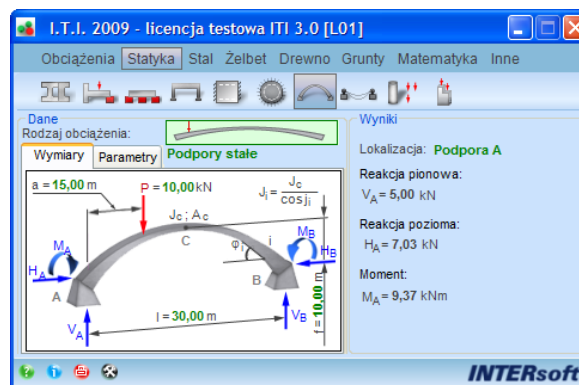 I.T.I. 2009 - licencja testowa ITI 3.0 [L01]
Obciążenia Statyka Stal Żelbet Drewno Grunty Matematyka Inne
Dane
Rodzaj obciążenia:
Wymiary Parametry Podpory stałe
a = 15,00 m
P = 10,00 kN
Ji = Jc / cosji
Jc ; Ac
C
MA
HA
A
φi
i
MB
HB
B
VA
l = 30,00 m
VB
f = 10,00 m
Wyniki
Lokalizacja: Podpora A
Reakcja pionowa:
VA = 5,00 kN
Reakcja pozioma:
HA = 7,03 kN
Moment:
MA = 9,37 kNm
INTERsoft